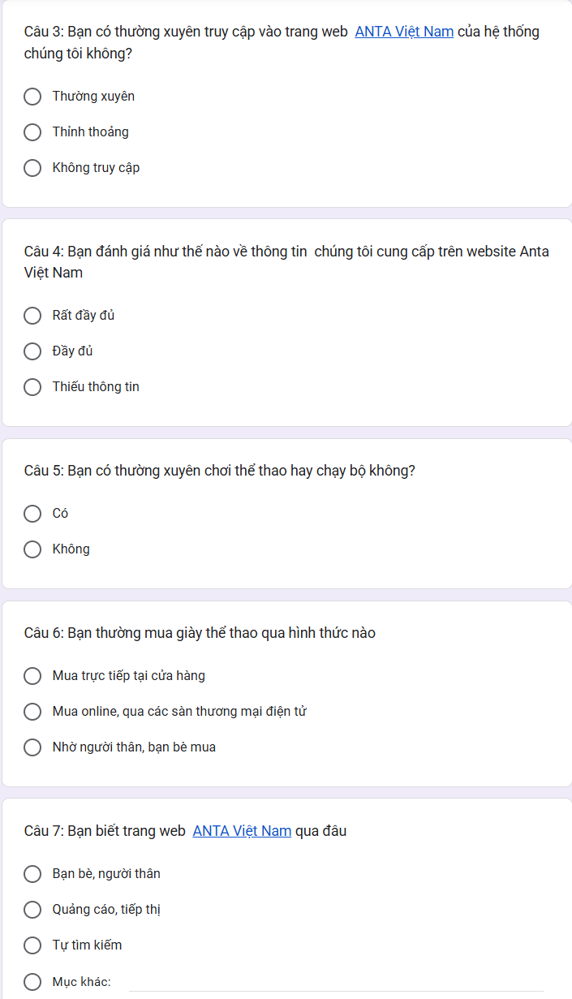 Câu 3: Bạn có thường xuyên truy cập vào trang web ANTA Việt Nam của hệ thống
chúng tôi không?
Thường xuyên
Thỉnh thoảng
Không truy cập
Câu 4: Bạn đánh giá như thế nào về thông tin chúng tôi cung cấp trên website Anta
Việt Nam
Rất đầy đủ
Đầy đủ
Thiếu thông tin
Câu 5: Bạn có thường xuyên chơi thể thao hay chạy bộ không?
Có
Không
Câu 6: Bạn thường mua giày thể thao qua hình thức nào
Mua trực tiếp tại cửa hàng
Mua online, qua các sàn thương mại điện tử
Nhờ người thân, bạn bè mua
Câu 7: Bạn biết trang web ANTA Việt Nam qua đâu
Bạn bè, người thân
Quảng cáo, tiếp thị
Tự tìm kiếm
Mục khác: